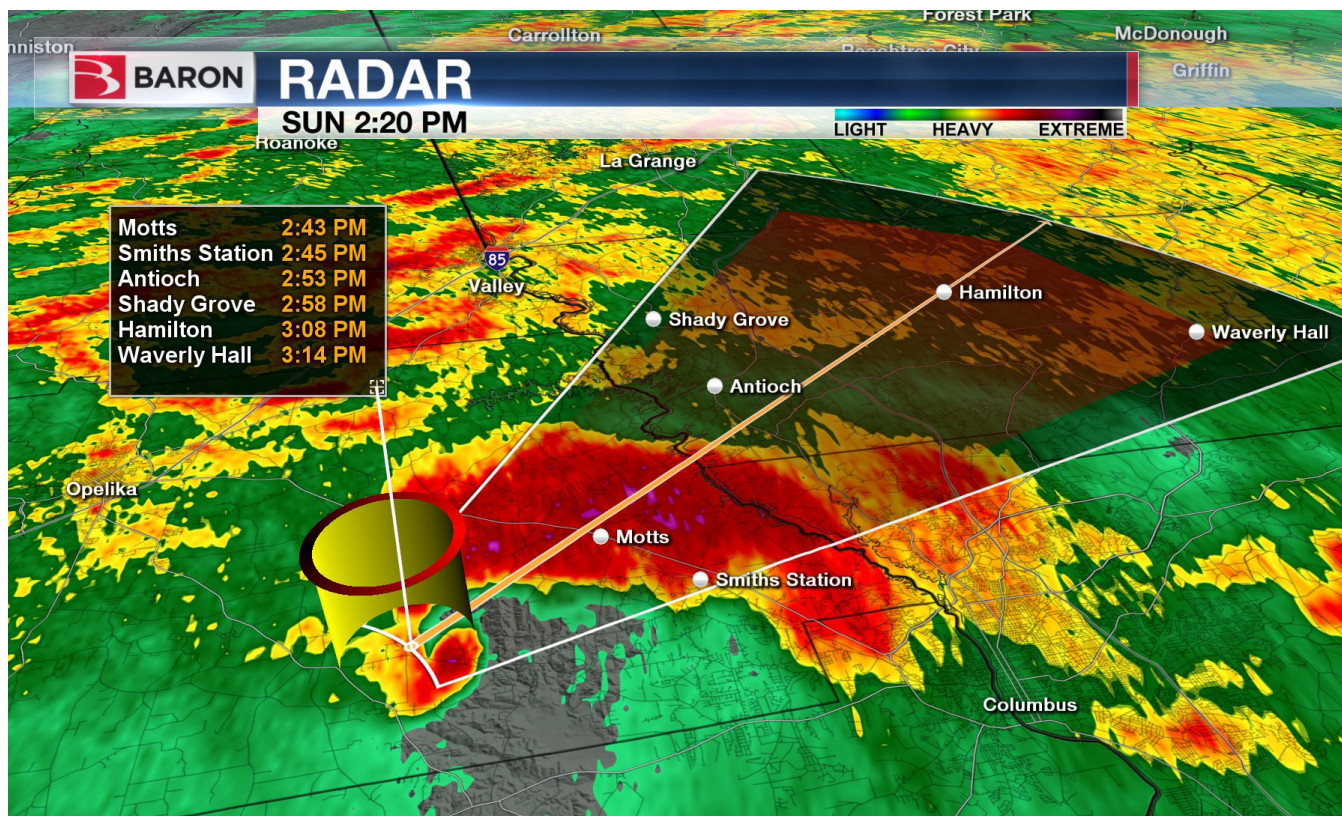 Forest Park
Carrollton
McDonough
nniston
Peachtree City
Griffin
BARON
RADAR
SUN 2:20 PM
LIGHT HEAVY EXTREME
Roanoke
La Grange
Motts 2:43 PM
Smiths Station 2:45 PM
Antioch 2:53 PM
Shady Grove 2:58 PM
Hamilton 3:08 PM
Waverly Hall 3:14 PM
85
Valley
Hamilton
Shady Grove
Waverly Hall
Antioch
Opelika
Motts
Smiths Station
Columbus